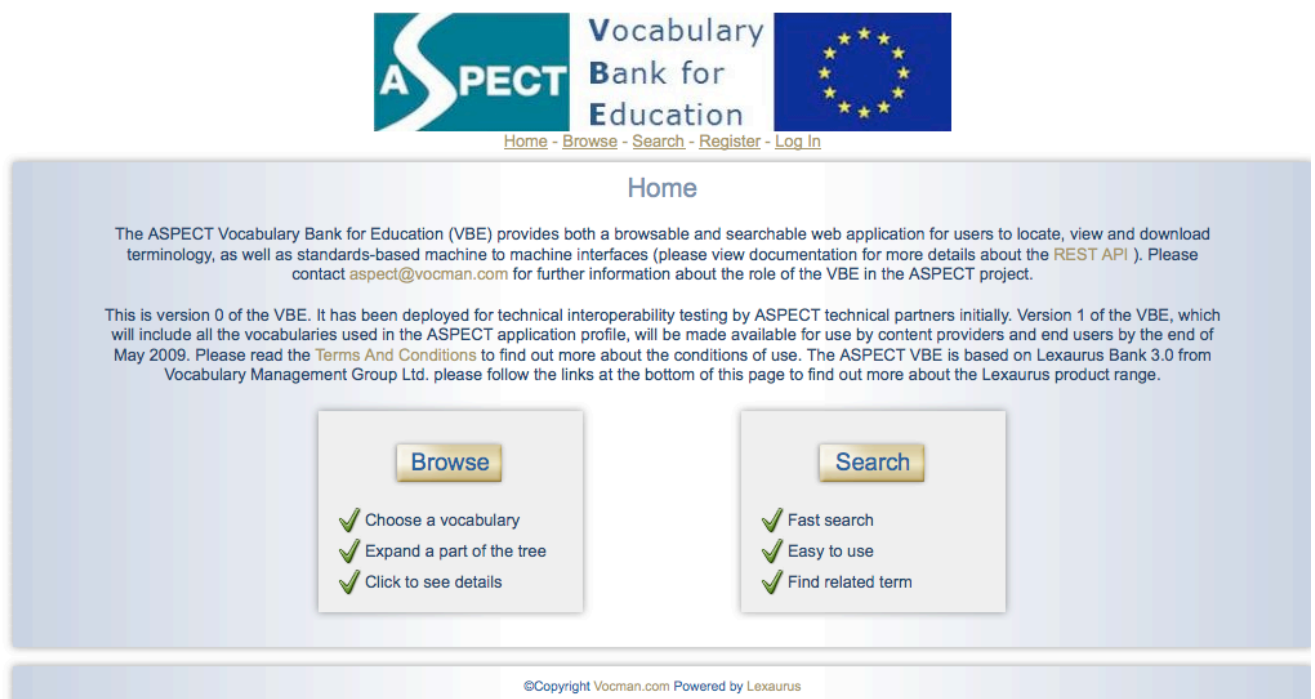 ASPECT
Vocabulary
Bank for
Education
Home - Browse - Search - Register - Log In
Home
The ASPECT Vocabulary Bank for Education (VBE) provides both a browsable and searchable web application for users to locate, view and download
terminology, as well as standards-based machine to machine interfaces (please view documentation for more details about the REST API ). Please
contact aspect@vocman.com for further information about the role of the VBE in the ASPECT project.
This is version 0 of the VBE. It has been deployed for technical interoperability testing by ASPECT technical partners initially. Version 1 of the VBE, which
will include all the vocabularies used in the ASPECT application profile, will be made available for use by content providers and end users by the end of
May 2009. Please read the Terms And Conditions to find out more about the conditions of use. The ASPECT VBE is based on Lexaurus Bank 3.0 from
Vocabulary Management Group Ltd. please follow the links at the bottom of this page to find out more about the Lexaurus product range.
Browse
Choose a vocabulary
Expand a part of the tree
Click to see details
Search
Fast search
Easy to use
Find related term
©Copyright Vocman.com Powered by Lexaurus